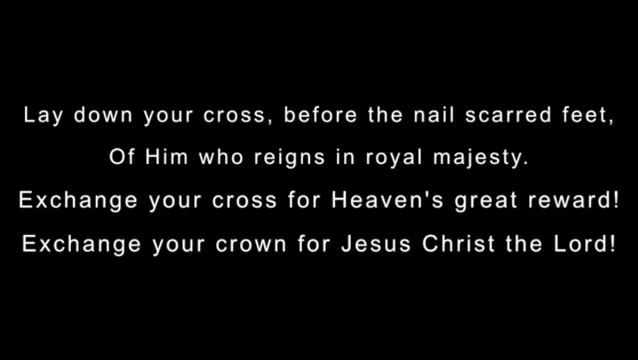 Lay down your cross, before the nail scarred feet,
Of Him who reigns in royal majesty.
Exchange your cross for Heaven's great reward!
Exchange your crown for Jesus Christ the Lord!